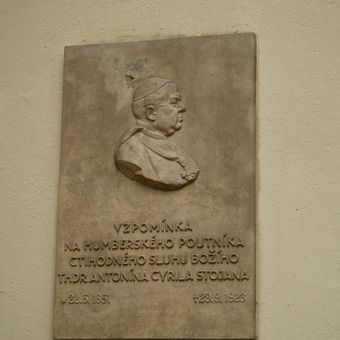 VZPOMÍNKA
NA HUMBERSKÉHO POUTNÍKA
CTIHODNÉHO SLUHU BOŽÍHO
THDR. ANTONÍNA CYRILA STOJANA
*22.5.1851 †29.9.1923